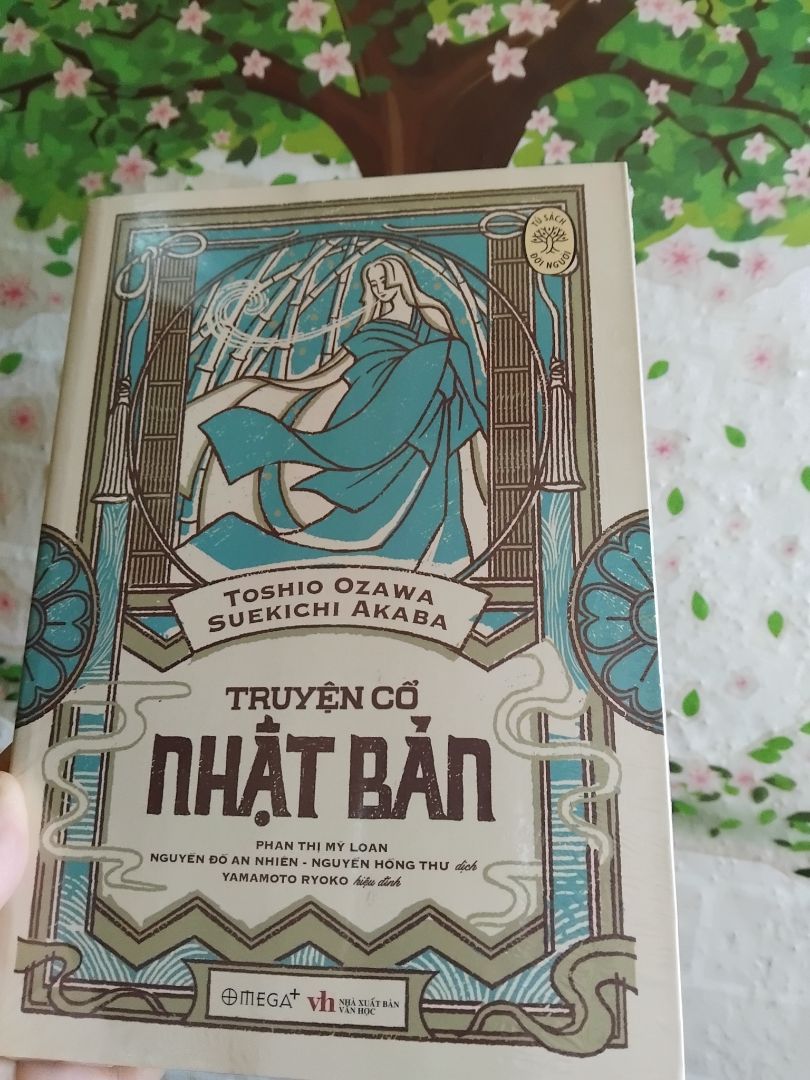 TỦ SÁCH
ĐỜI NGƯỜI
TOSHIO OZAWA
SUEKICHI AKABA
TRUYỆN CỔ
NHẬT BẢN
PHAN THỊ MỸ LOAN
NGUYỄN ĐỖ AN NHIÊN - NGUYỄN HỒNG THƯ dịch
YAMAMOTO RYOKO hiệu đính
OMEGA+
vh NHÀ XUẤT BẢN
VĂN HỌC